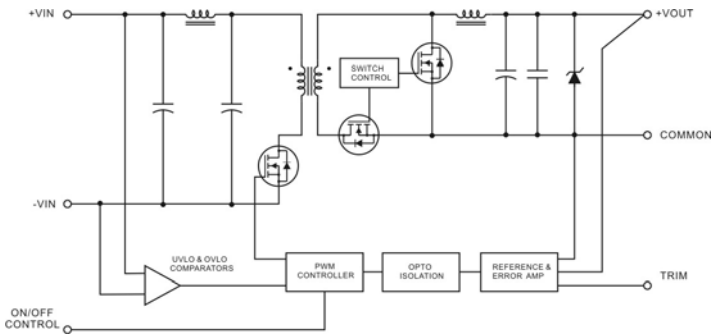 +VIN
+VOUT
SWITCH
CONTROL
COMMON
-VIN
UVLO & OVLO
COMPARATORS
PWM
CONTROLLER
OPTO
ISOLATION
REFERENCE &
ERROR AMP
TRIM
ON/OFF
CONTROL